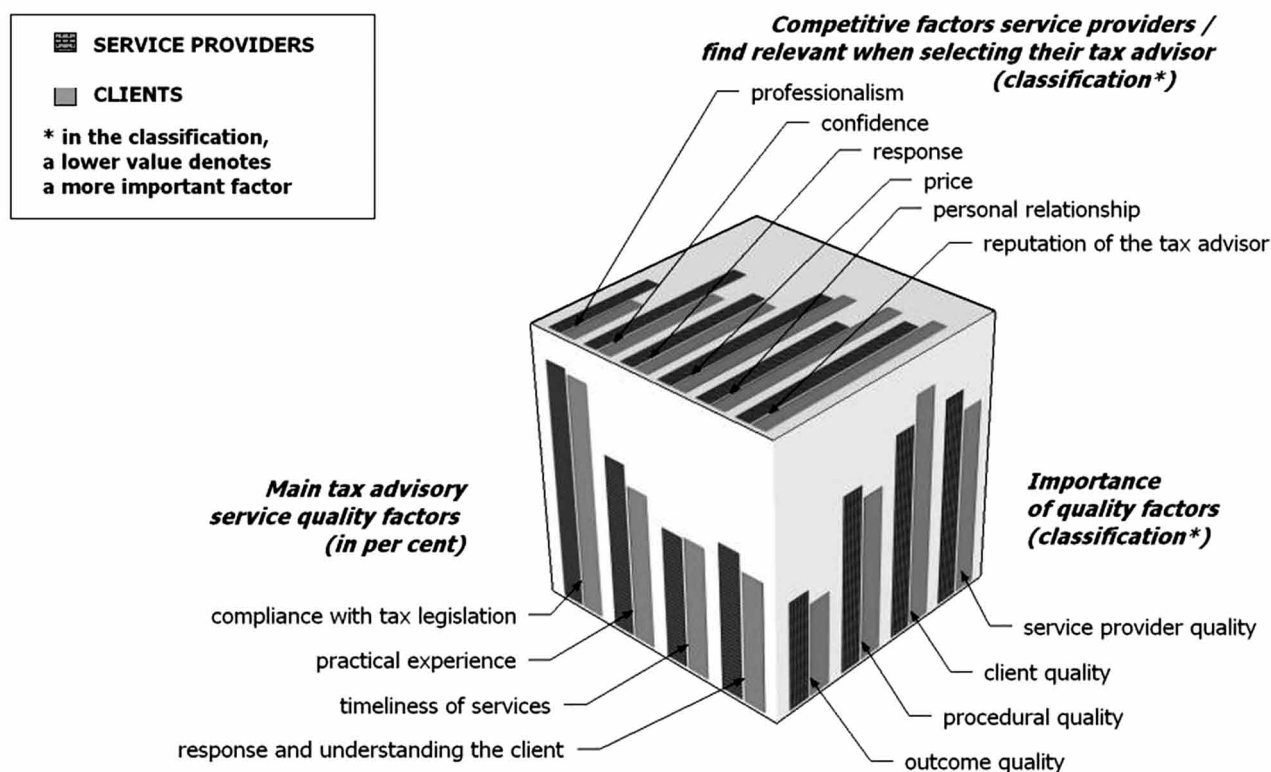 SERVICE PROVIDERS
CLIENTS
* in the classification,
a lower value denotes
a more important factor
Competitive factors service providers /
find relevant when selecting their tax advisor
(classification*)
professionalism
confidence
response
price
personal relationship
reputation of the tax advisor
Main tax advisory
service quality factors
(in per cent)
compliance with tax legislation
practical experience
timeliness of services
response and understanding the client
Importance
of quality factors
(classification*)
service provider quality
client quality
procedural quality
outcome quality